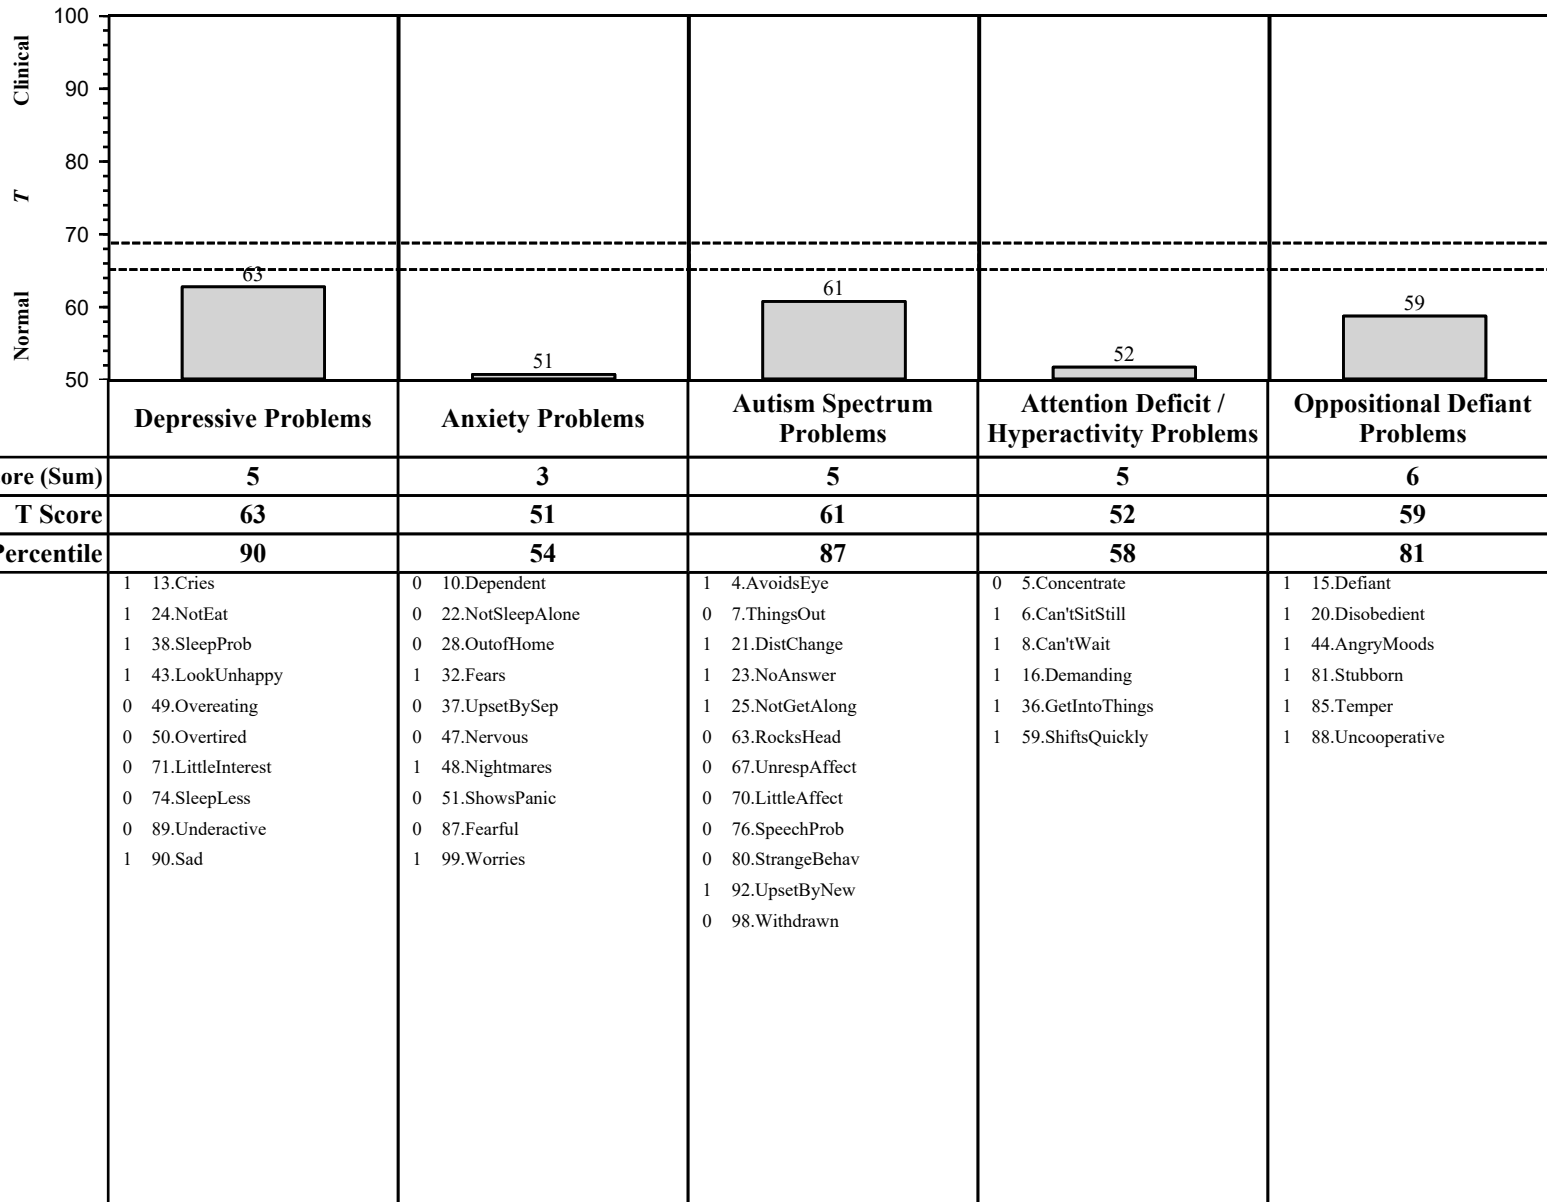 100
90
80
70
60
50
Clinical
T
Normal
63
51
61
52
59
Depressive Problems
Anxiety Problems
Autism Spectrum
Problems
Attention Deficit /
Hyperactivity Problems
Oppositional Defiant
Problems
ore (Sum) 5 3 5 5 6
T Score 63 51 61 52 59
Percentile 90 54 87 58 81
1 13.Cries
1 24.NotEat
1 38.SleepProb
1 43.LookUnhappy
0 49.Overeating
0 50.Overtired
0 71.LittleInterest
0 74.SleepLess
0 89.Underactive
1 90.Sad
0 10.Dependent
0 22.NotSleepAlone
0 28.OutofHome
1 32.Fears
0 37.UpsetBySep
0 47.Nervous
1 48.Nightmares
0 51.ShowsPanic
0 87.Fearful
1 99.Worries
1 4.AvoidsEye
0 7.ThingsOut
1 21.DistChange
1 23.NoAnswer
1 25.NotGetAlong
0 63.RocksHead
0 67.UnrespAffect
0 70.LittleAffect
0 76.SpeechProb
0 80.StrangeBehav
1 92.UpsetByNew
0 98.Withdrawn
0 5.Concentrate
1 6.Can'tSitStill
1 8.Can'tWait
1 16.Demanding
1 36.GetIntoThings
1 59.ShiftsQuickly
1 15.Defiant
1 20.Disobedient
1 44.AngryMoods
1 81.Stubborn
1 85.Temper
1 88.Uncooperative